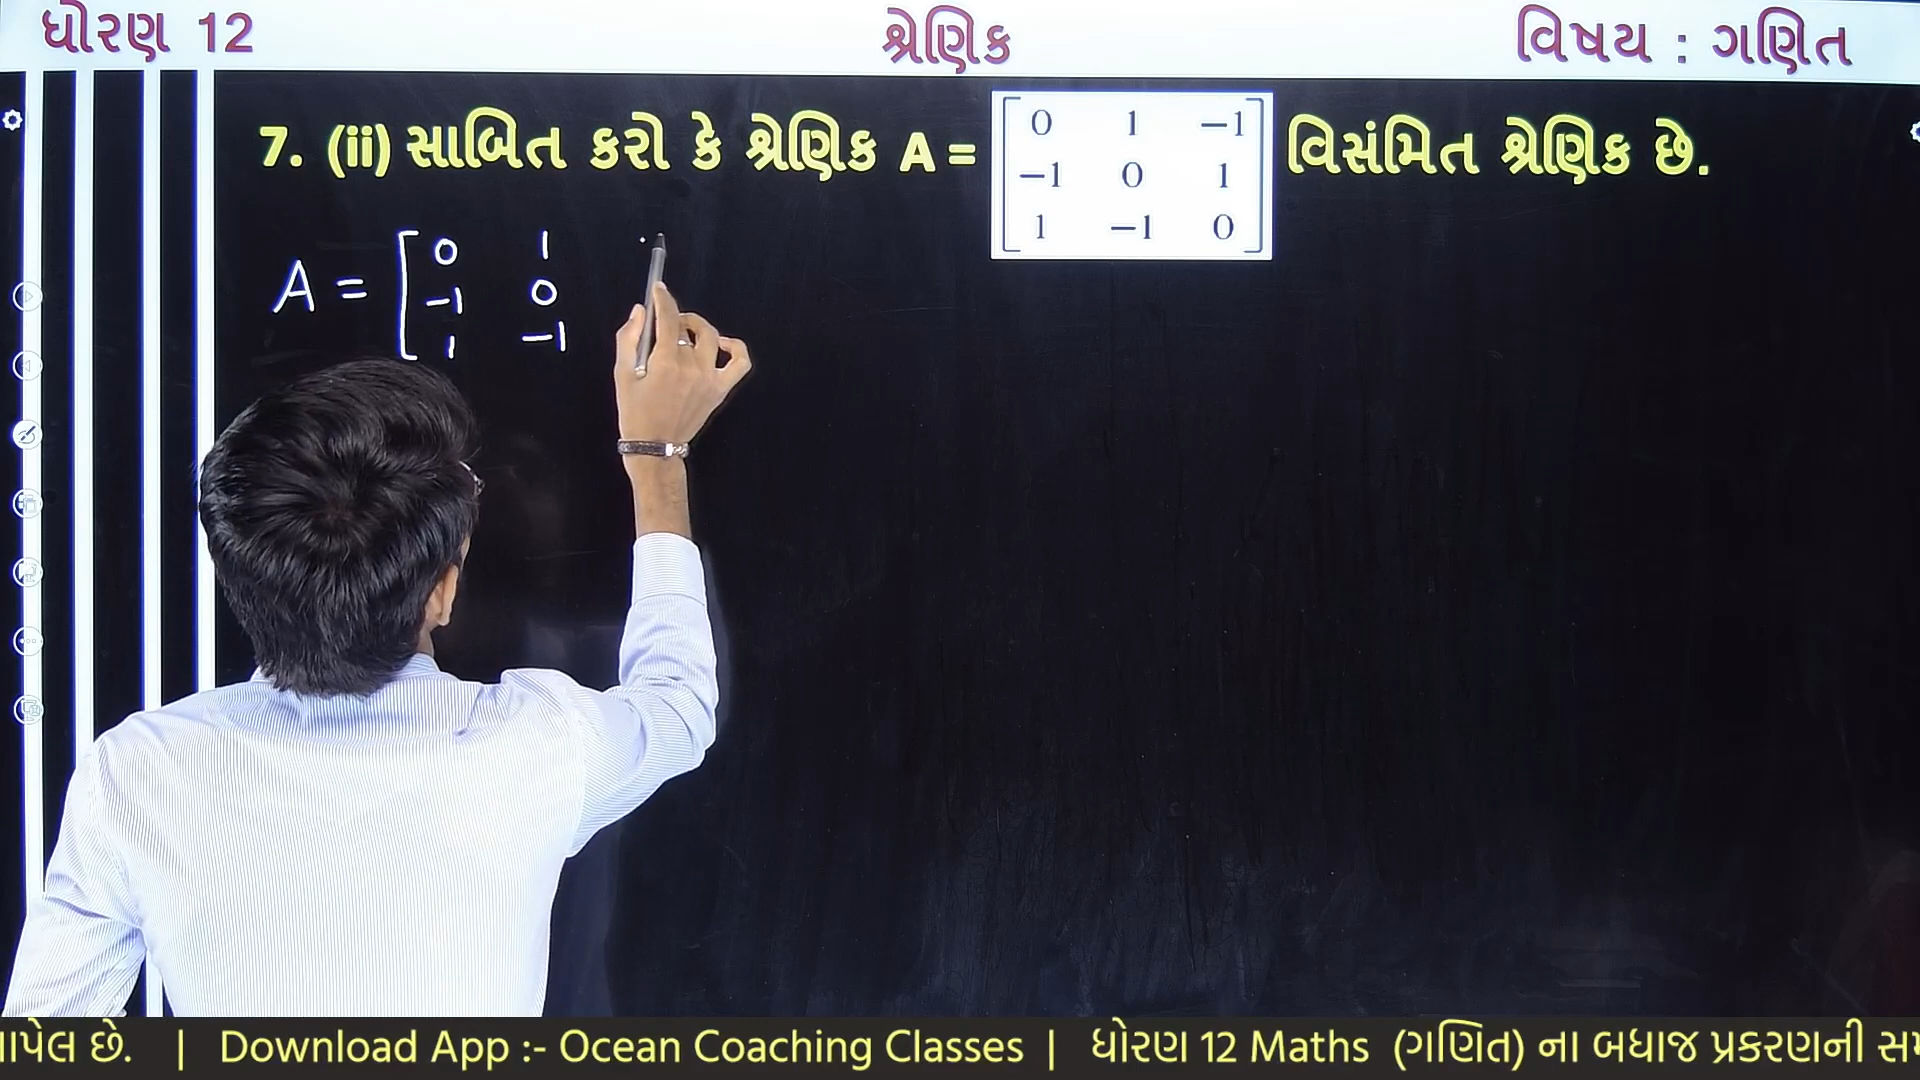 ધોરણ 12 શ્રેણિક વિષય : ગણિત
7. (ii) સાબિત કરો કે શ્રેણિક A = વિસંમિત શ્રેણિક છે.
0 1 −1
−1 0 1
1 −1 0
A = 0 1
−1 0
1 −1
છે. | Download App :- Ocean Coaching Classes | ધોરણ 12 Maths (ગણિત) ના બધાજ પ્રકરણની